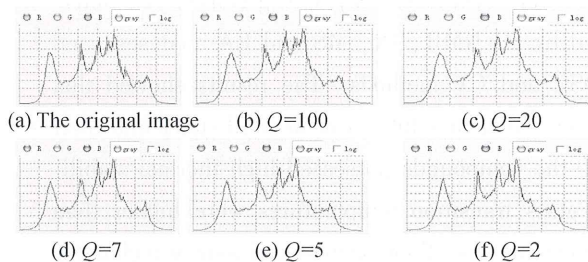 R G B gray log R G B gray log R G B gray log
(a) The original image (b) Q=100 (c) Q=20
R G B gray log R G B gray log R G B gray log
(d) Q=7 (e) Q=5 (f) Q=2